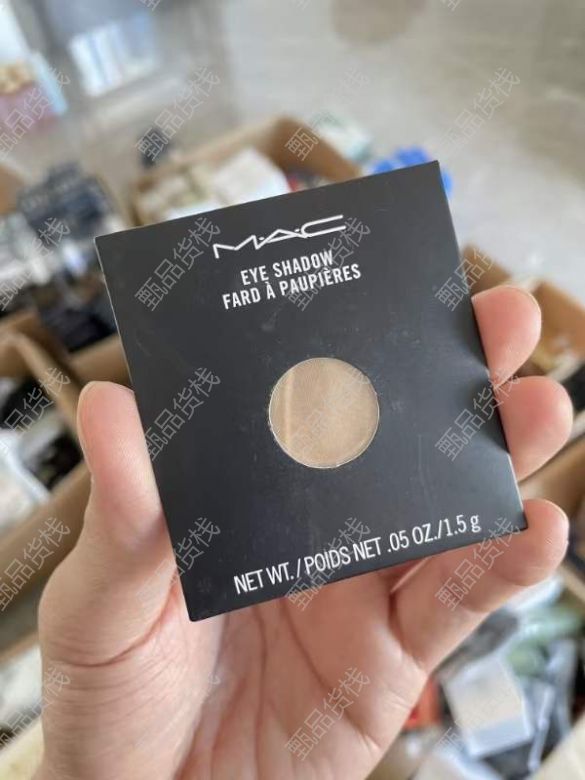 M·A·C
EYE SHADOW
FARD À PAUPIÈRES
NET WT. / POIDS NET .05 OZ./1.5 g
甄品货栈